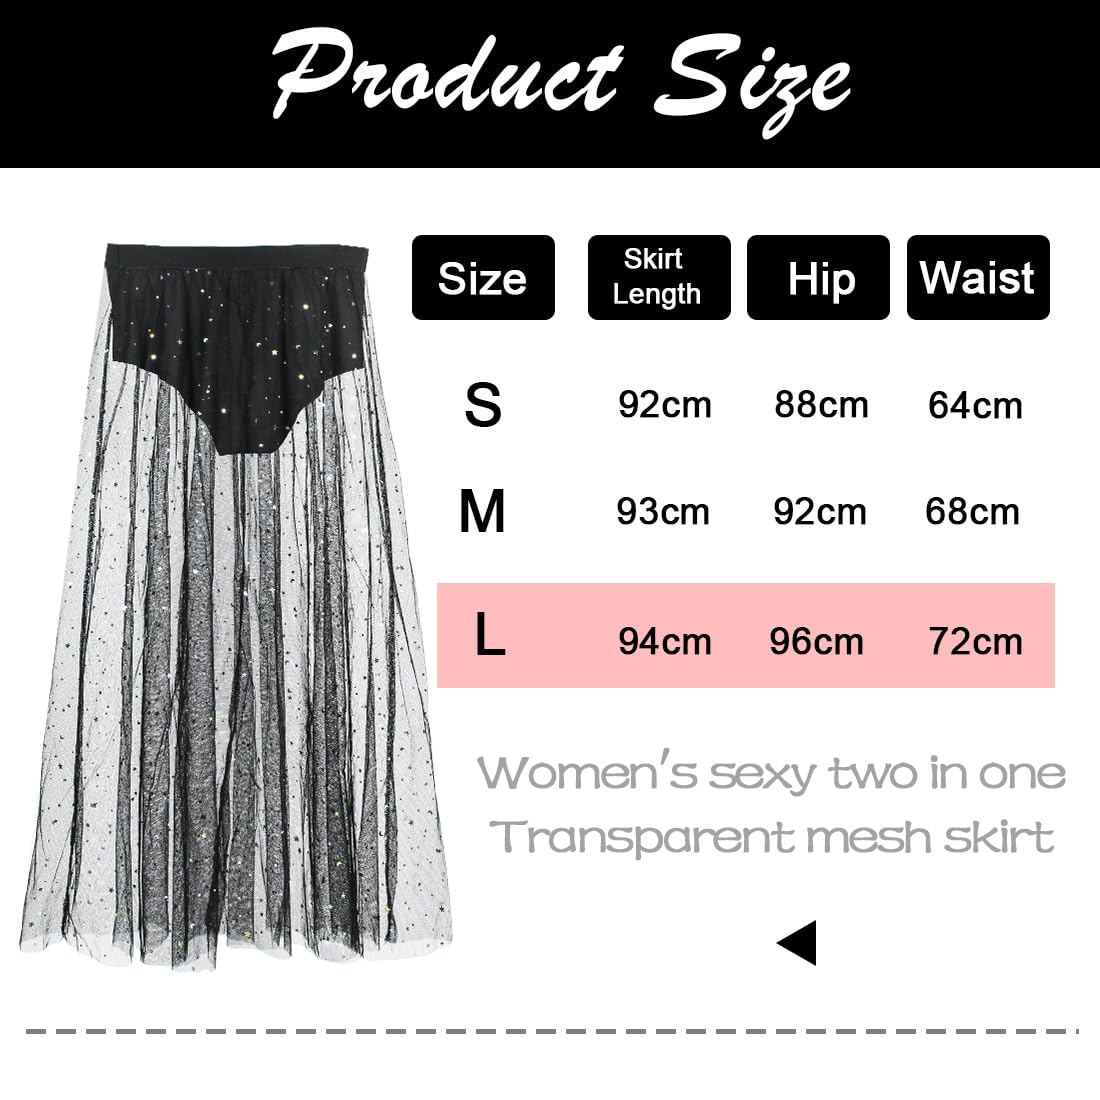 Product Size
Size Skirt Length Hip Waist
S 92cm 88cm 64cm
M 93cm 92cm 68cm
L 94cm 96cm 72cm
Women's sexy two in one
Transparent mesh skirt